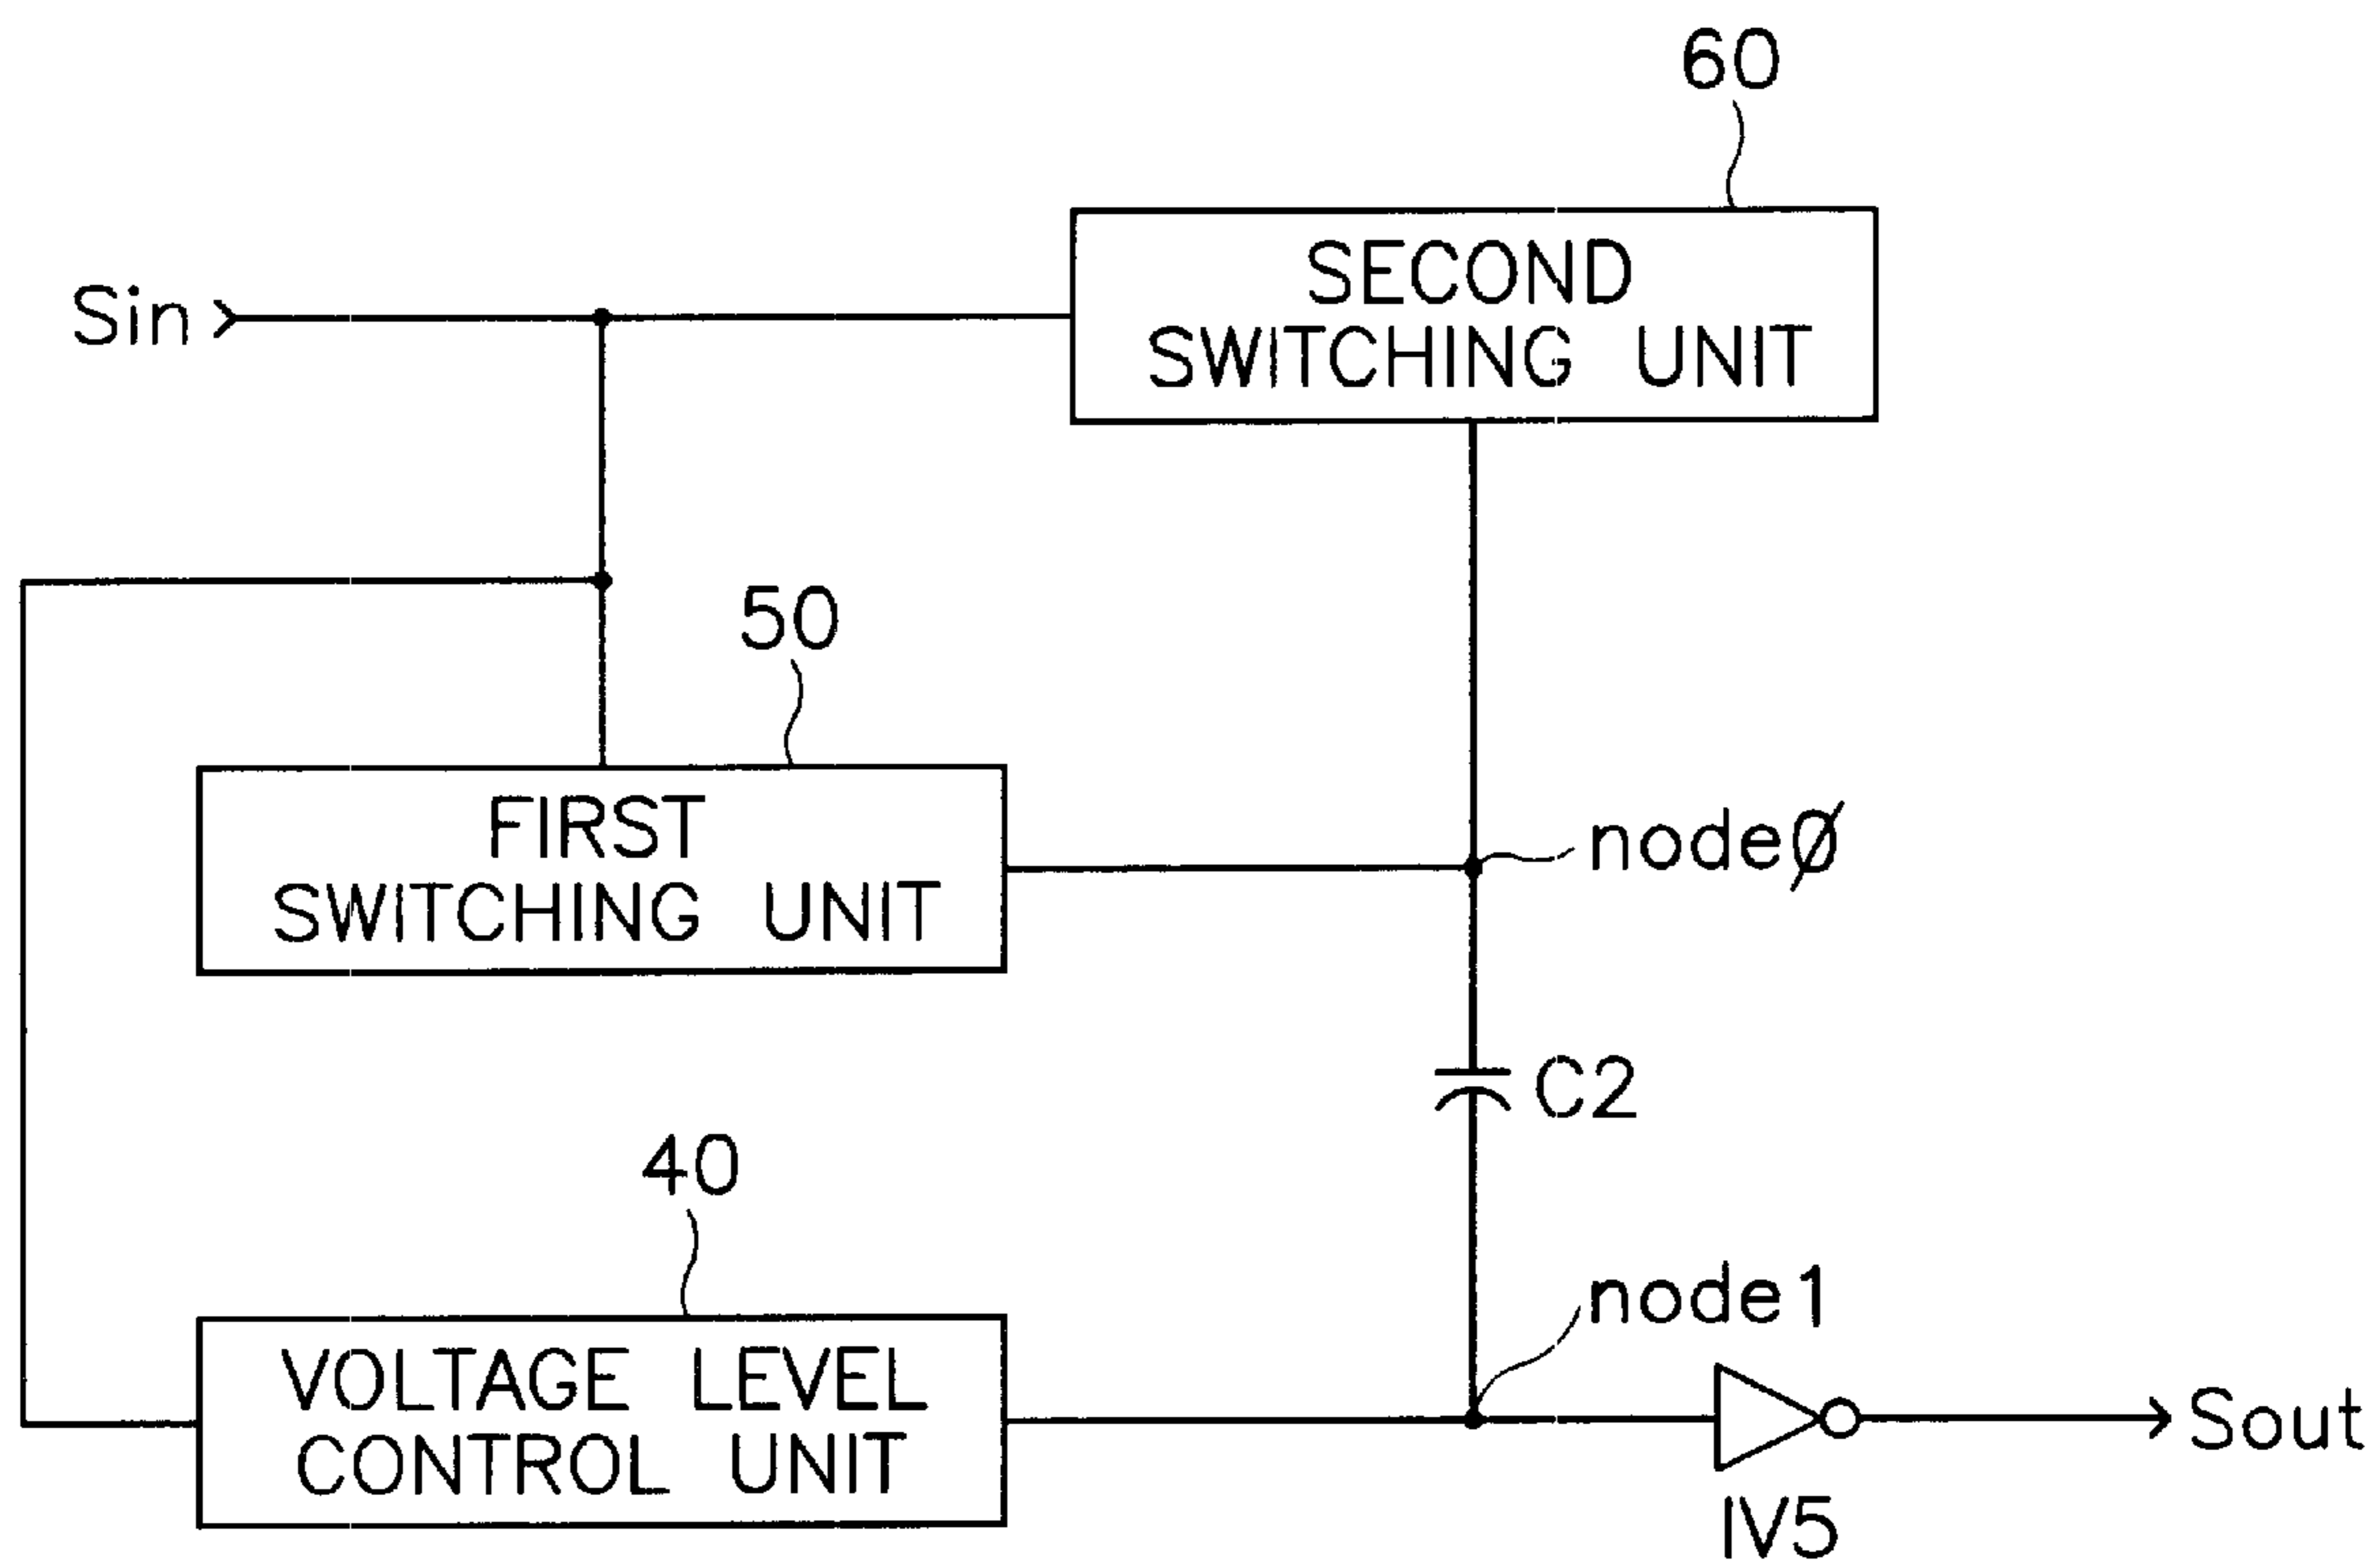 60
SECOND
SWITCHING UNIT
Sin
50
FIRST
SWITCHING UNIT
nodeø
C2
40
node1
VOLTAGE LEVEL
CONTROL UNIT
Sout
IV5